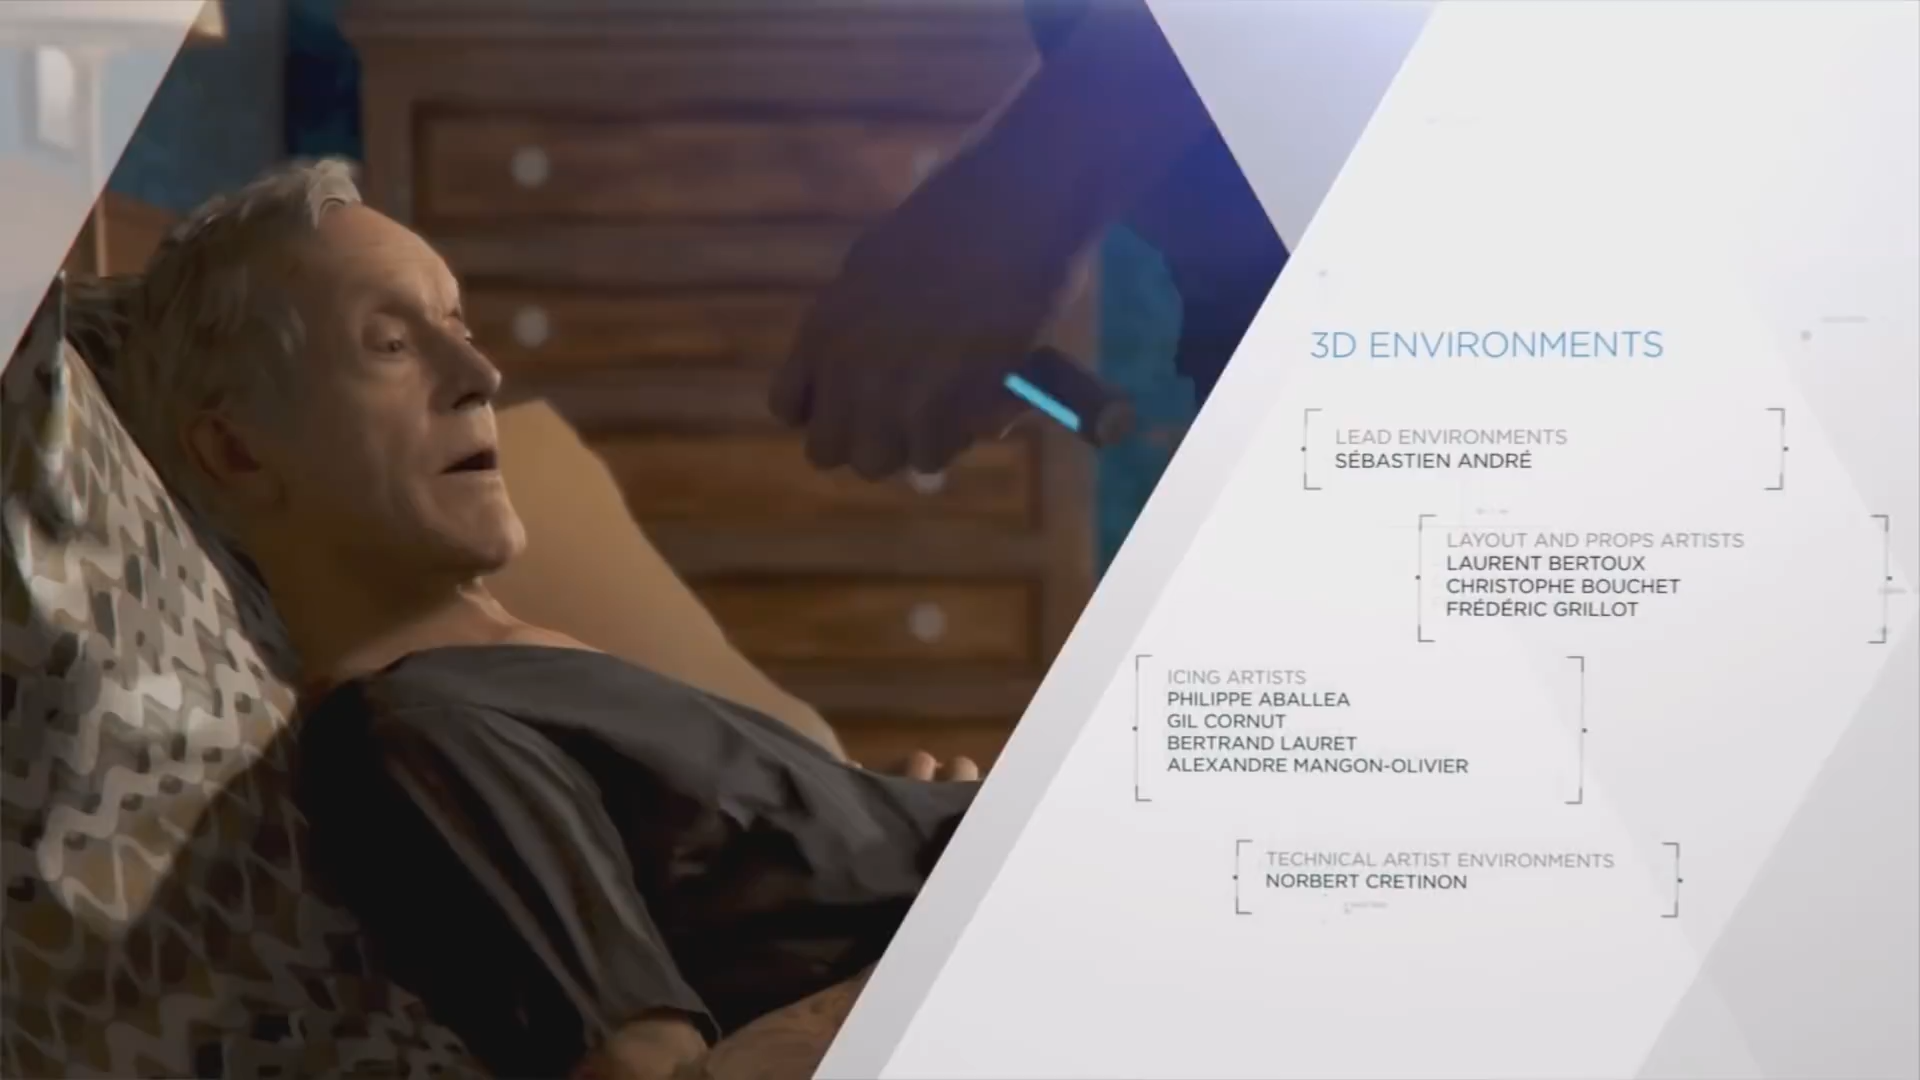 3D ENVIRONMENTS
LEAD ENVIRONMENTS
SÉBASTIEN ANDRÉ
LAYOUT AND PROPS ARTISTS
LAURENT BERTOUX
CHRISTOPHE BOUCHET
FRÉDÉRIC GRILLOT
ICING ARTISTS
PHILIPPE ABALLEA
GIL CORNUT
BERTRAND LAURET
ALEXANDRE MANGON-OLIVIER
TECHNICAL ARTIST ENVIRONMENTS
NORBERT CRETINON